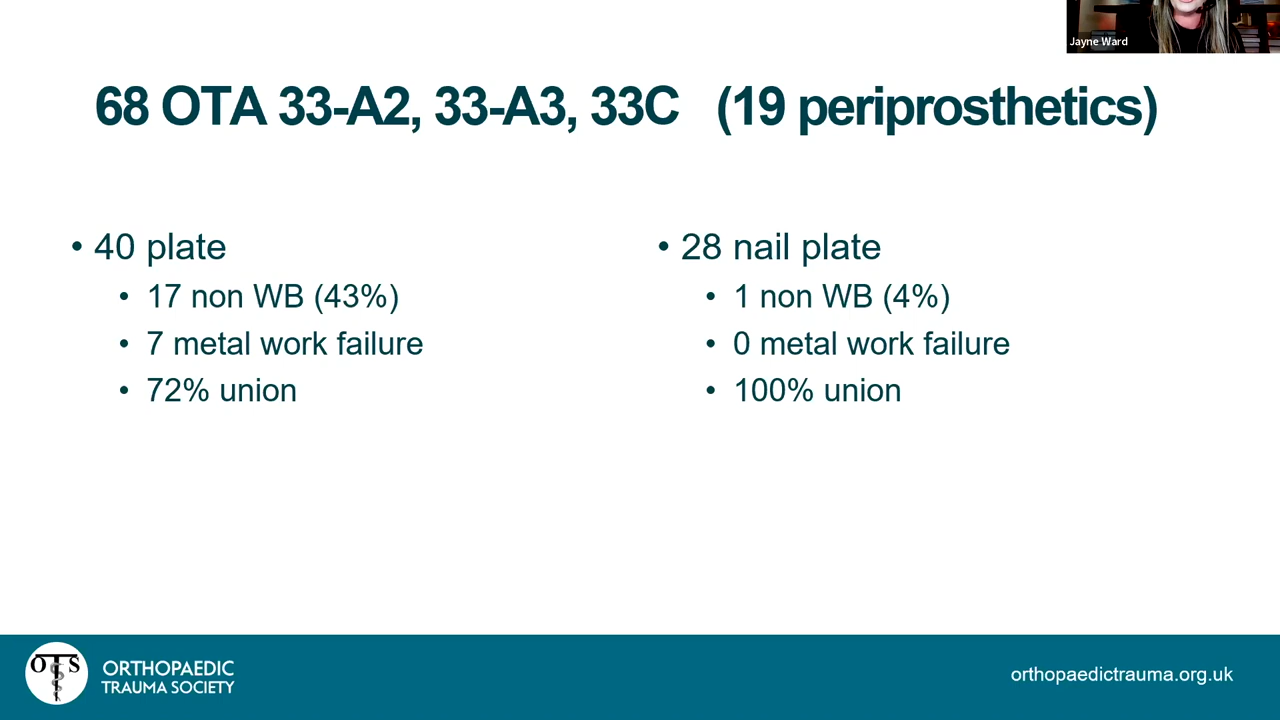 Jayne Ward
68 OTA 33-A2, 33-A3, 33C (19 periprosthetics)
• 40 plate
• 17 non WB (43%)
• 7 metal work failure
• 72% union
• 28 nail plate
• 1 non WB (4%)
• 0 metal work failure
• 100% union
OTS
ORTHOPAEDIC
TRAUMA SOCIETY
orthopaedictrauma.org.uk